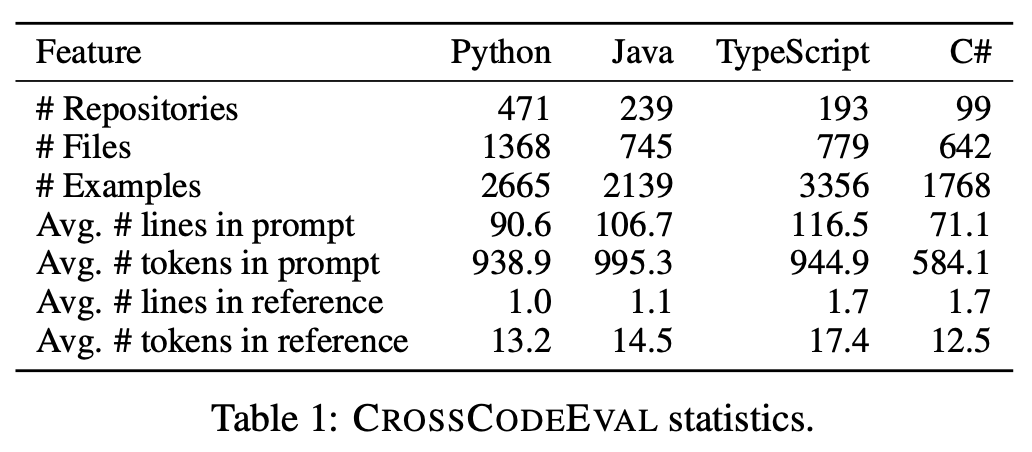 Feature Python Java TypeScript C#
# Repositories 471 239 193 99
# Files 1368 745 779 642
# Examples 2665 2139 3356 1768
Avg. # lines in prompt 90.6 106.7 116.5 71.1
Avg. # tokens in prompt 938.9 995.3 944.9 584.1
Avg. # lines in reference 1.0 1.1 1.7 1.7
Avg. # tokens in reference 13.2 14.5 17.4 12.5
Table 1: CROSSCODEEVAL statistics.